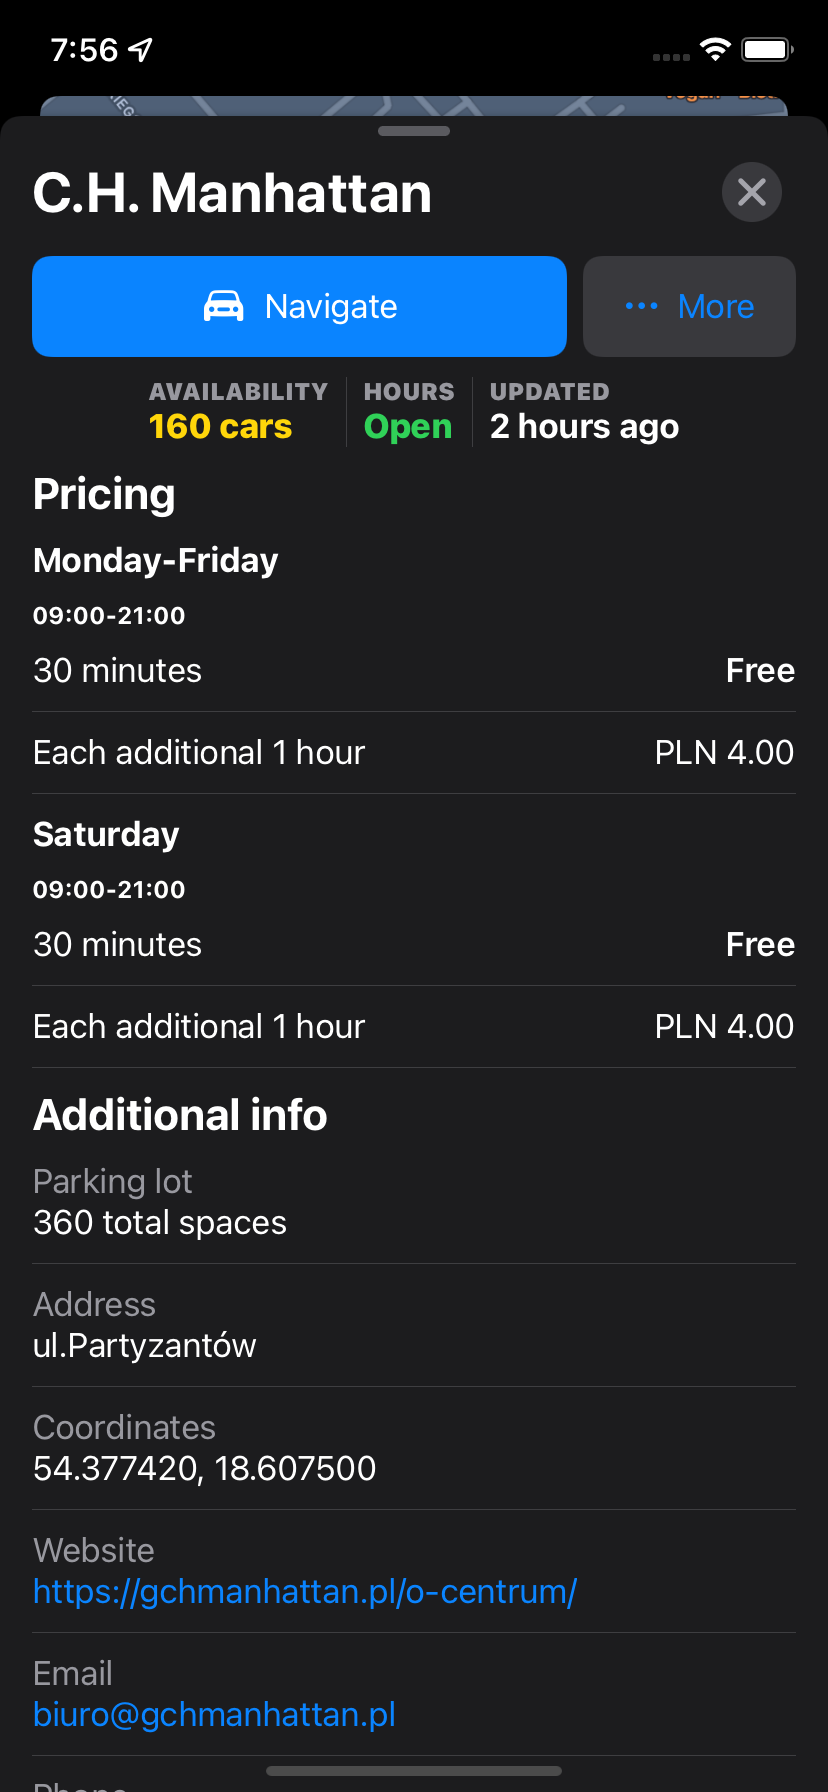 7:56
C.H. Manhattan
Navigate
More
AVAILABILITY
160 cars
HOURS
Open
UPDATED
2 hours ago
Pricing
Monday-Friday
09:00-21:00
30 minutes Free
Each additional 1 hour PLN 4.00
Saturday
09:00-21:00
30 minutes Free
Each additional 1 hour PLN 4.00
Additional info
Parking lot
360 total spaces
Address
ul.Partyzantów
Coordinates
54.377420, 18.607500
Website
https://gchmanhattan.pl/o-centrum/
Email
biuro@gchmanhattan.pl
Phone